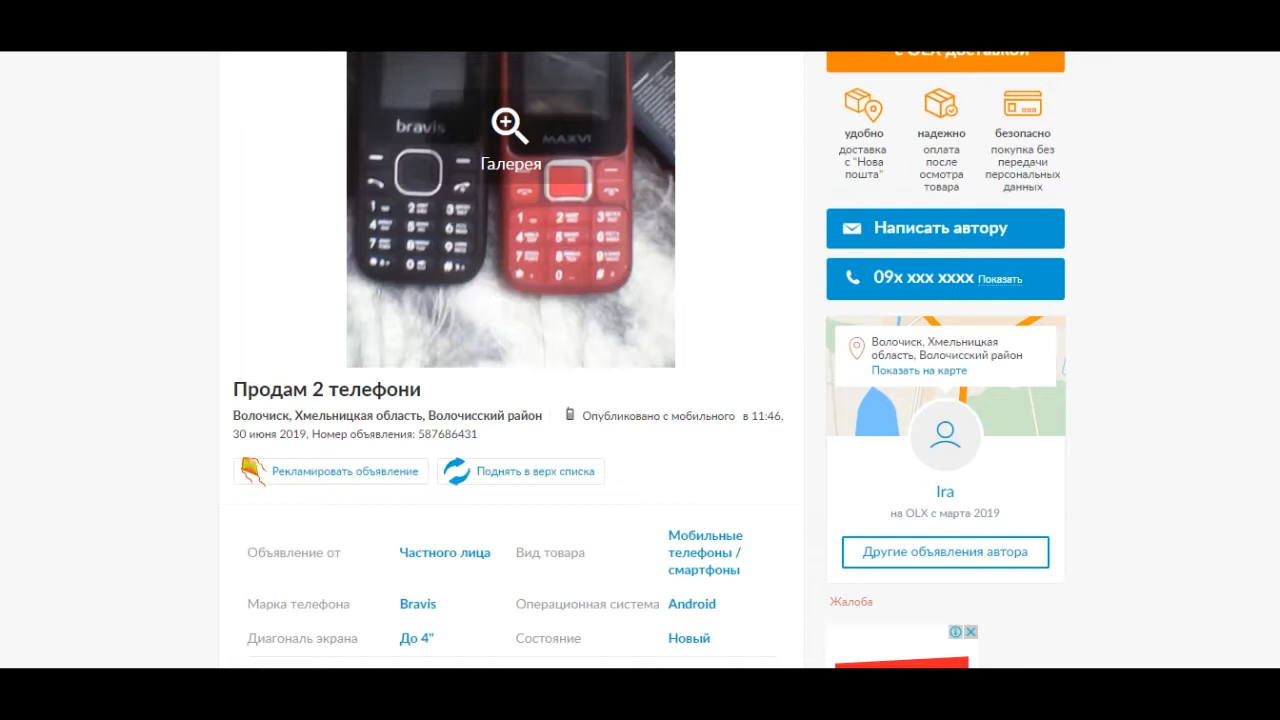 с OLX доставкой
bravis
MAXVI
Галерея
удобно
доставка
с "Нова
пошта"
надежно
оплата
после
осмотра
товара
безопасно
покупка без
передачи
персональных
данных
Написать автору
09x xxx xxxx Показать
Волочиск, Хмельницкая
область, Волочисский район
Показать на карте
Ira
на OLX с марта 2019
Другие объявления автора
Жалоба
Продам 2 телефони
Волочиск, Хмельницкая область, Волочисский район Опубликовано с мобильного в 11:46,
30 июня 2019, Номер объявления: 587686431
Рекламировать объявление Поднять в верх списка
Объявление от Частного лица Вид товара Мобильные
телефоны /
смартфоны
Марка телефона Bravis Операционная система Android
Диагональ экрана До 4" Состояние Новый